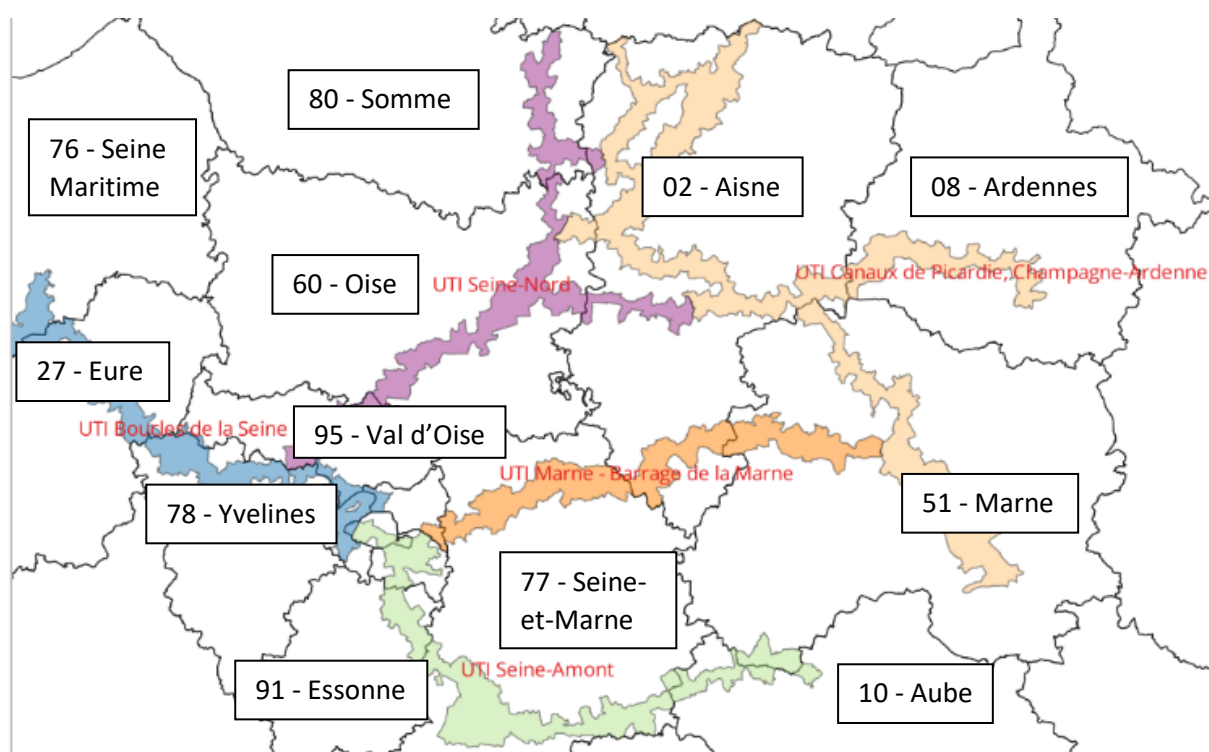 80 - Somme
76 - Seine
Maritime
02 - Aisne
08 - Ardennes
60 - Oise
UTI Seine-Nord
UTI Canaux de Picardie, Champagne-Ardenne
27 - Eure
UTI Boucles de la Seine
95 - Val d'Oise
UTI Marne - Barrage de la Marne
78 - Yvelines
51 - Marne
77 - Seine-
et-Marne
UTI Seine-Amont
91 - Essonne
10 - Aube